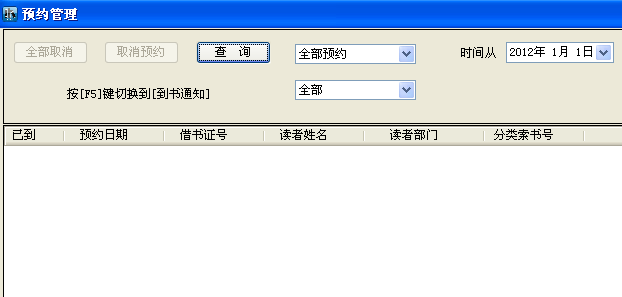 预约管理
全部取消 取消预约 查 询 全部预约 时间从 2012年 1月 1日
按[F5]键切换到[到书通知] 全部
已到 预约日期 借书证号 读者姓名 读者部门 分类索书号